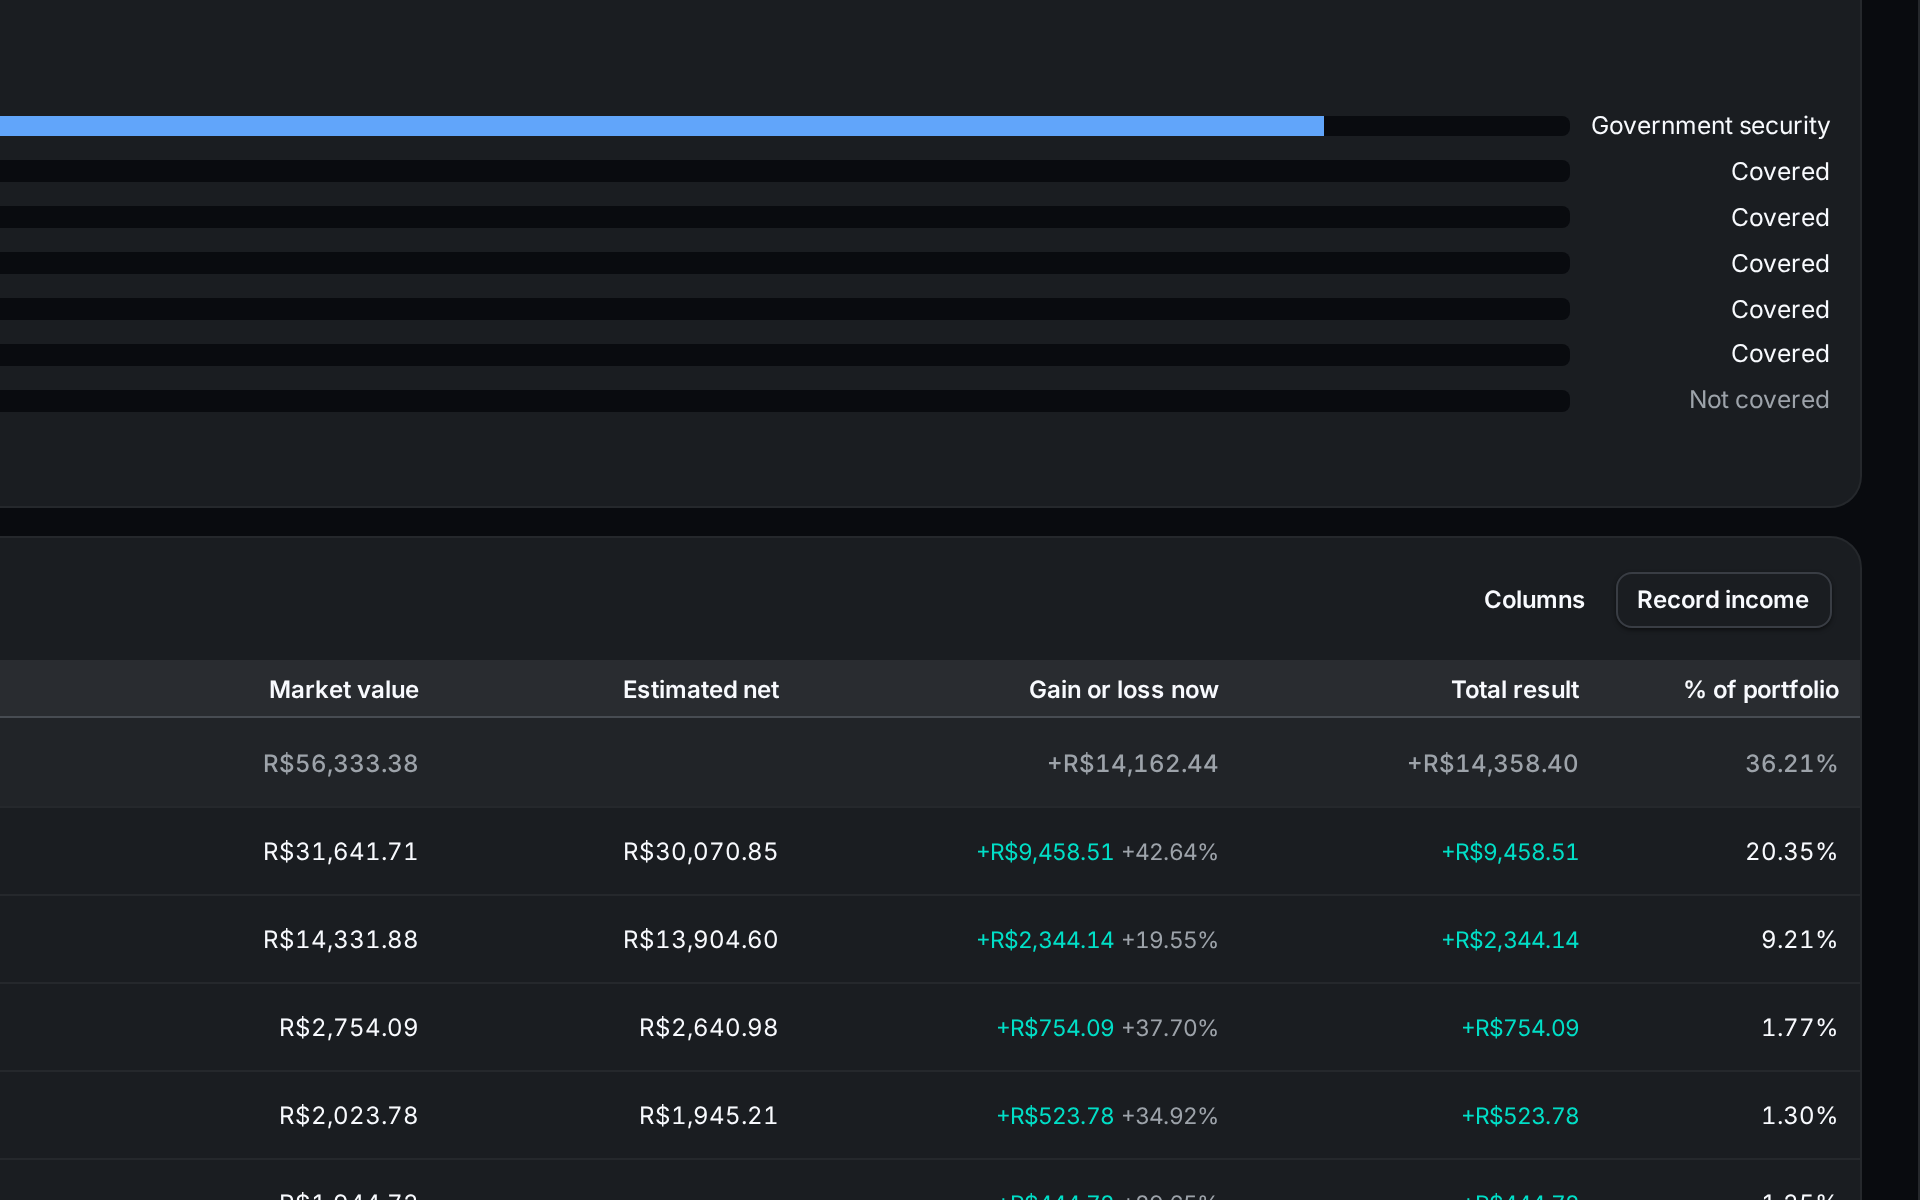 Government security
Covered
Covered
Covered
Covered
Covered
Not covered
Columns Record income
Market value Estimated net Gain or loss now Total result % of portfolio
R$56,333.38 +R$14,162.44 +R$14,358.40 36.21%
R$31,641.71 R$30,070.85 +R$9,458.51 +42.64% +R$9,458.51 20.35%
R$14,331.88 R$13,904.60 +R$2,344.14 +19.55% +R$2,344.14 9.21%
R$2,754.09 R$2,640.98 +R$754.09 +37.70% +R$754.09 1.77%
R$2,023.78 R$1,945.21 +R$523.78 +34.92% +R$523.78 1.30%